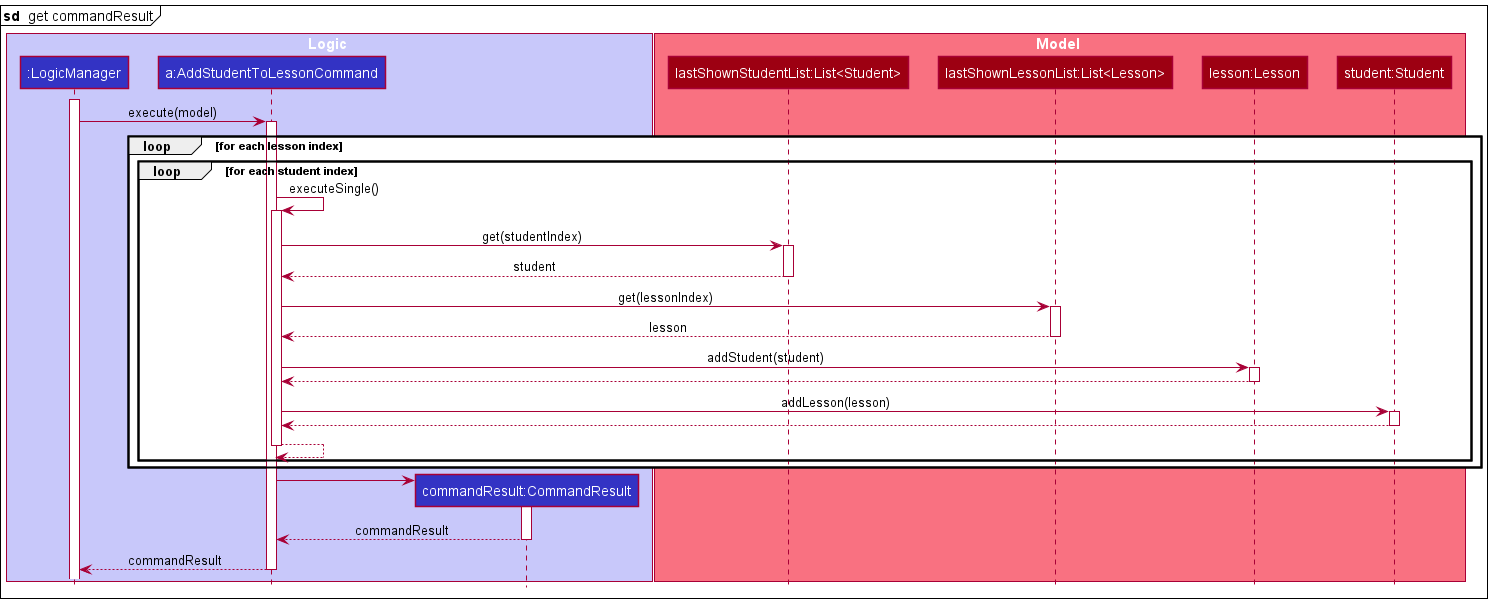 sd get commandResult
Logic
Model
:LogicManager
a:AddStudentToLessonCommand
lastShownStudentList:List<Student>
lastShownLessonList:List<Lesson>
lesson:Lesson
student:Student
execute(model)
loop [for each lesson index]
loop [for each student index]
executeSingle()
get(studentIndex)
student
get(lessonIndex)
lesson
addStudent(student)
addLesson(lesson)
commandResult:CommandResult
commandResult
commandResult